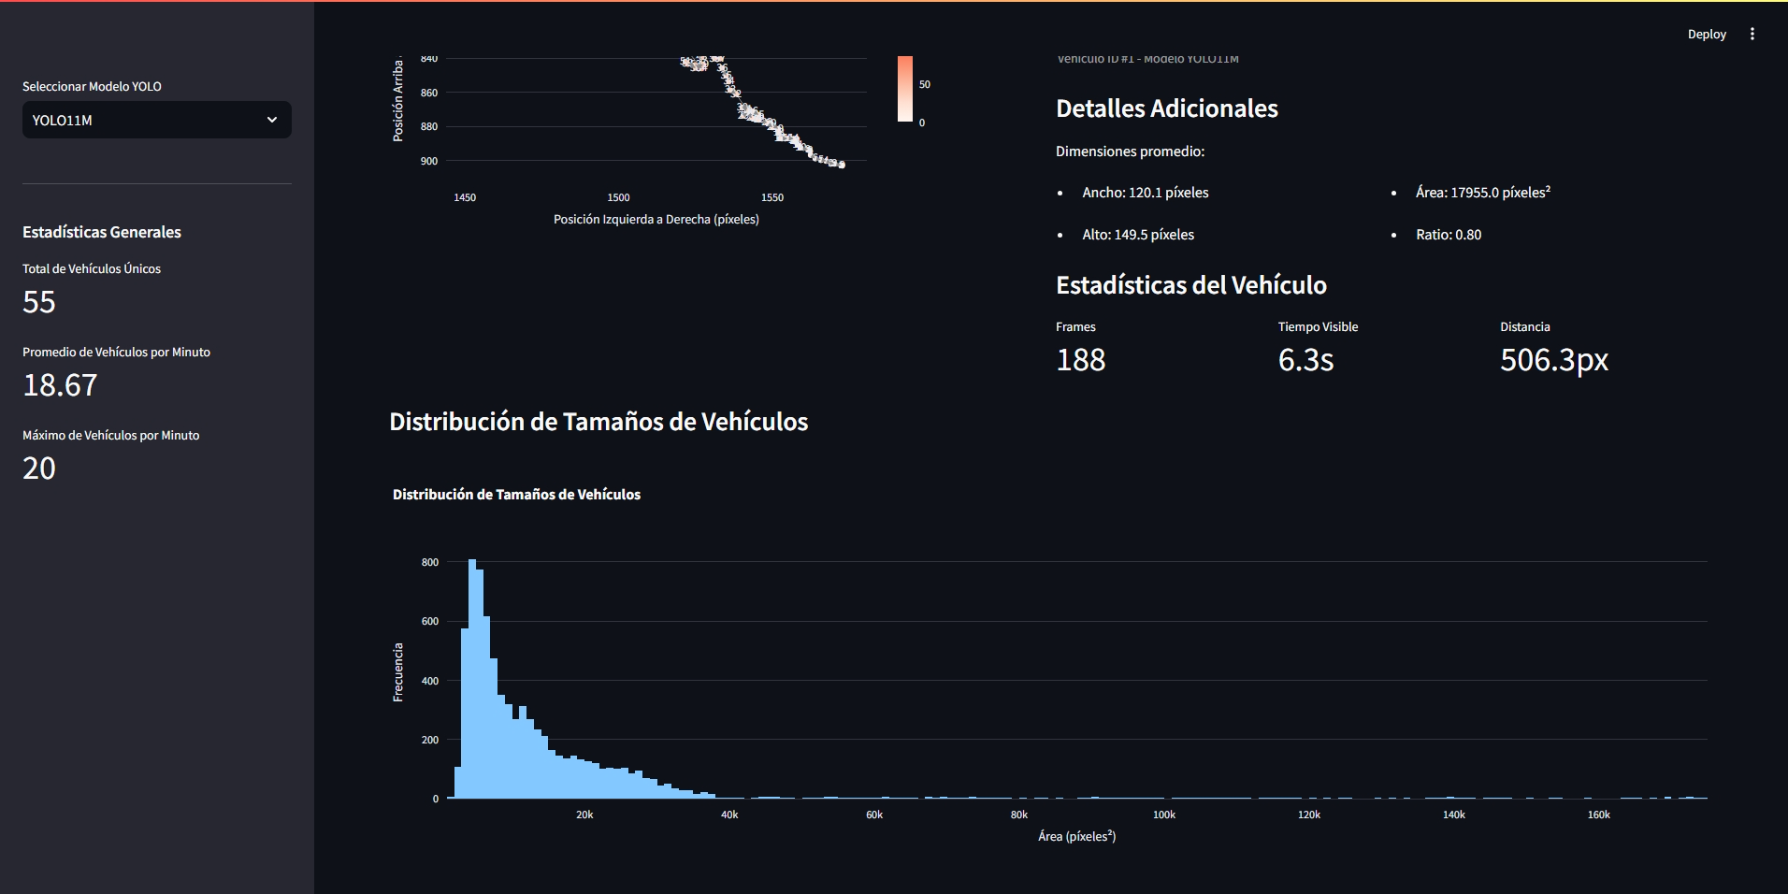 Deploy
Seleccionar Modelo YOLO
YOLO11M
Estadísticas Generales
Total de Vehículos Únicos
55
Promedio de Vehículos por Minuto
18.67
Máximo de Vehículos por Minuto
20
840
860
880
900
Posición Arriba
1450
1500
1550
Posición Izquierda a Derecha (píxeles)
50
0
Vehículo ID #1 - Modelo YOLO11M
Detalles Adicionales
Dimensiones promedio:
Ancho: 120.1 píxeles
Área: 17955.0 píxeles²
Alto: 149.5 píxeles
Ratio: 0.80
Estadísticas del Vehículo
Frames
Tiempo Visible
Distancia
188
6.3s
506.3px
Distribución de Tamaños de Vehículos
Distribución de Tamaños de Vehículos
800
600
400
200
0
Frecuencia
20k
40k
60k
80k
100k
120k
140k
160k
Área (píxeles²)